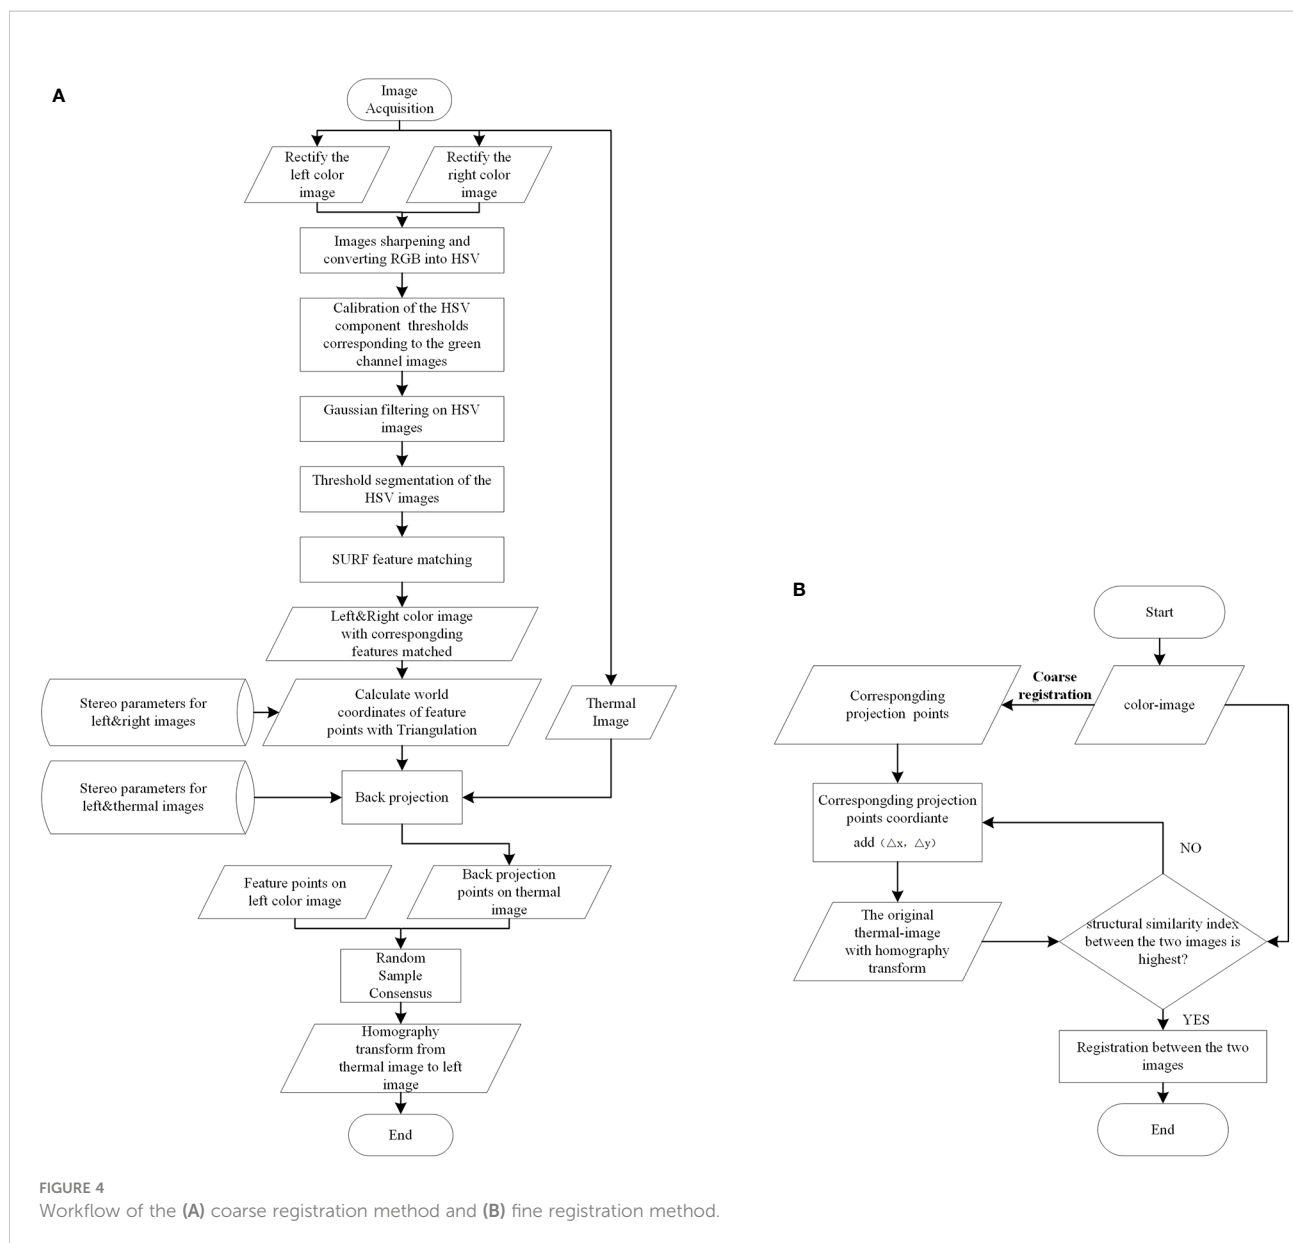 A
Image
Acquisition
Rectify the
left color
image
Rectify the
right color
image
Images sharpening and
converting RGB into HSV
Calibration of the HSV
component thresholds
corresponding to the green
channel images
Gaussian filtering on HSV
images
Threshold segmentation of the
HSV images
SURF feature matching
Left&Right color image
with correspongding
features matched
Stereo parameters for
left&right images
Calculate world
coordinates of feature
points with Triangulation
Thermal
Image
Stereo parameters for
left&thermal images
Back projection
Feature points on
left color image
Back projection
points on thermal
image
Random
Sample
Consensus
Homography
transform from
thermal image to left
image
End
B
Start
Coarse
registration
color-image
Correspongding
projection points
Correspongding projection
points coordiante
add（△x，△y）
NO
The original
thermal-image
with homography
transform
structural similarity index
between the two images is
highest?
YES
Registration between the two
images
End
FIGURE 4
Workflow of the (A) coarse registration method and (B) fine registration method.